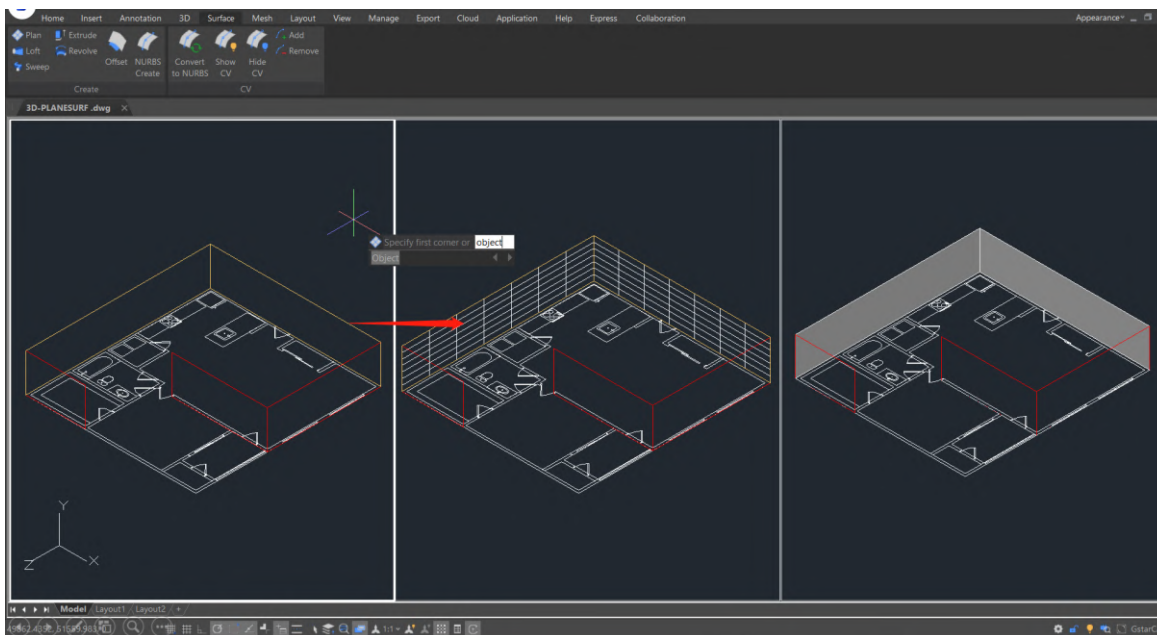 Home Insert Annotation 3D Surface Mesh Layout View Manage Export Cloud Application Help Express Collaboration Appearance
Plan Extrude Add
Loft Revolve Remove
Sweep
Offset NURBS Create
Convert to NURBS Show CV Hide CV
Create CV
3D-PLANESURF .dwg
Specify first corner or object
Object
Y
Z X
Model Layout1 Layout2 +
1:1